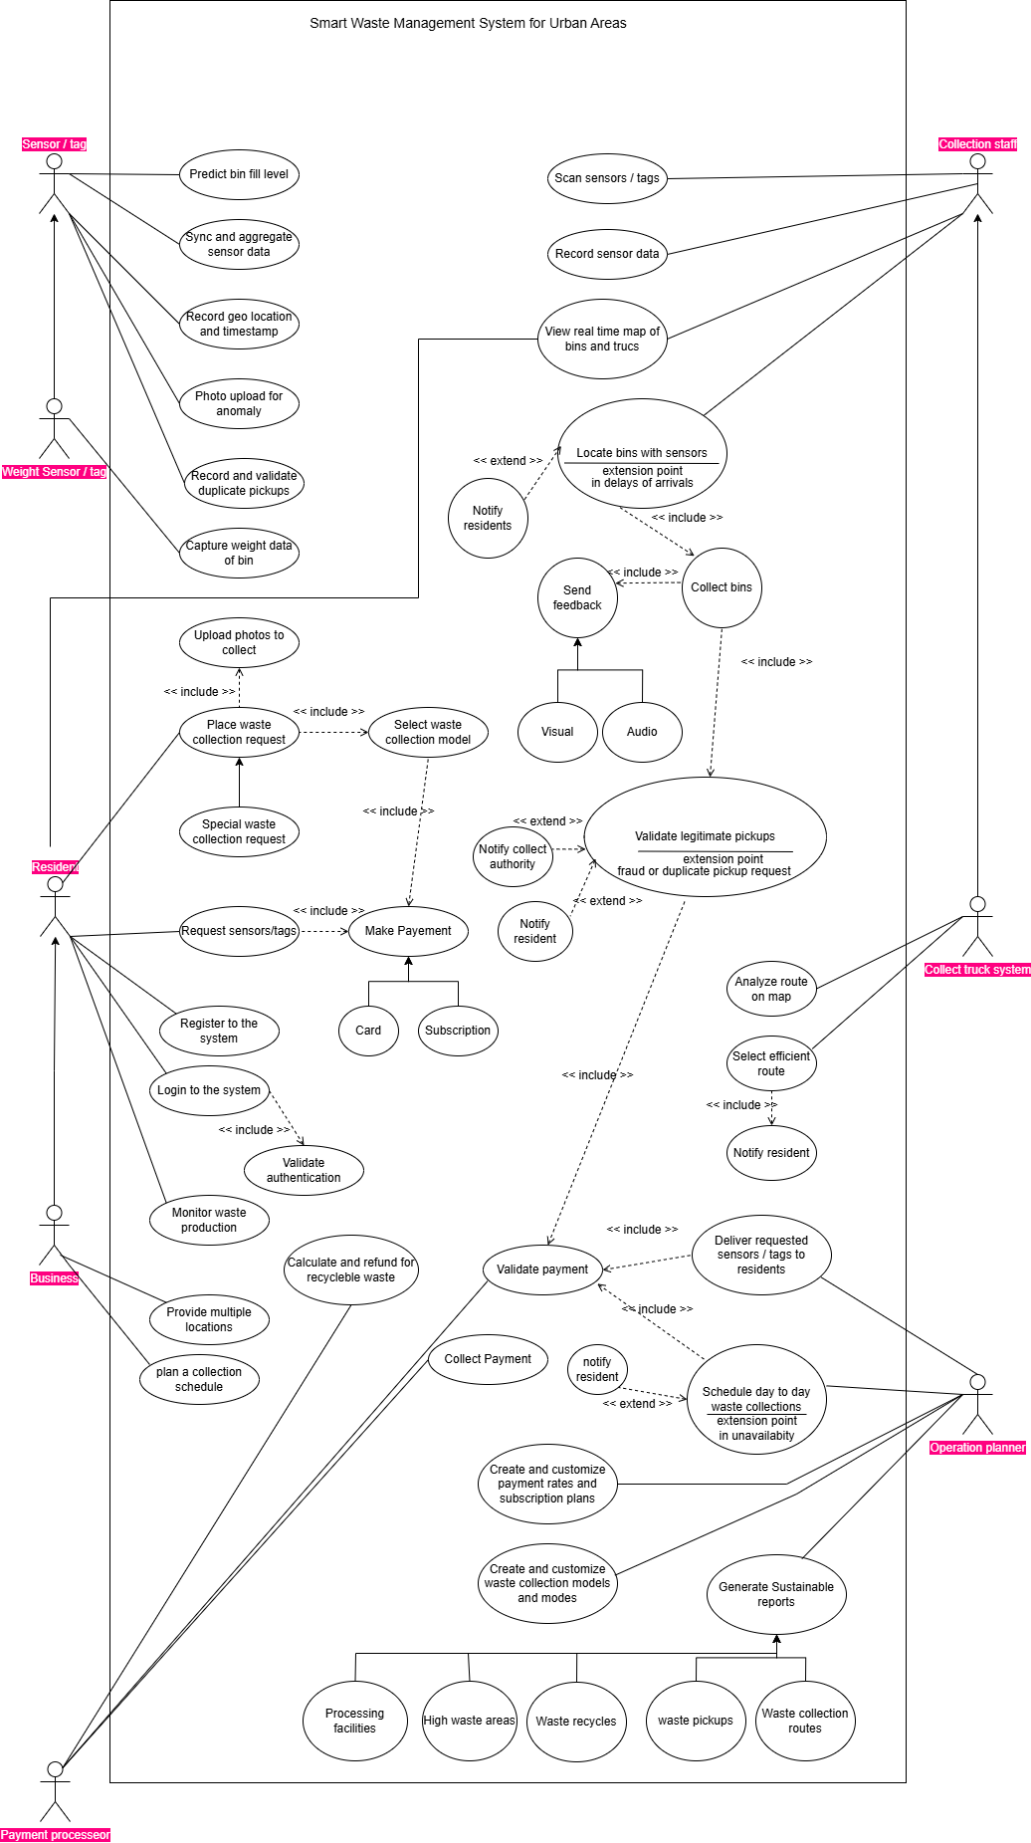 Smart Waste Management System for Urban Areas
Sensor / tag
Collection staff
Predict bin fill level
Scan sensors / tags
Sync and aggregate
sensor data
Record sensor data
Record geo location
and timestamp
View real time map of
bins and trucs
Photo upload for
anomaly
Weight Sensor / tag
Locate bins with sensors
extension point
in delays of arrivals
<< extend >>
Record and validate
duplicate pickups
Notify
residents
<< include >>
Capture weight data
of bin
<< include >>
Send
feedback
Collect bins
Upload photos to
collect
<< include >>
<< include >>
<< include >>
Place waste
collection request
Select waste
collection model
Visual
Audio
<< include >>
Special waste
collection request
<< extend >>
Validate legitimate pickups
extension point
fraud or duplicate pickup request
Notify collect
authority
Resident
<< extend >>
<< include >>
Request sensors/tags
Make Payement
Notify
resident
Collect truck system
Analyze route
on map
Register to the
system
Card
Subscription
Select efficient
route
<< include >>
Login to the system
<< include >>
<< include >>
Validate
authentication
Notify resident
Monitor waste
production
<< include >>
Deliver requested
sensors / tags to
residents
Calculate and refund for
recycleble waste
Validate payment
Business
<< include >>
Provide multiple
locations
Collect Payment
notify
resident
plan a collection
schedule
Schedule day to day
waste collections
extension point
in unavailabity
<< extend >>
Operation planner
Create and customize
payment rates and
subscription plans
Create and customize
waste collection models
and modes
Generate Sustainable
reports
Processing
facilities
High waste areas
Waste recycles
waste pickups
Waste collection
routes
Payment processeor